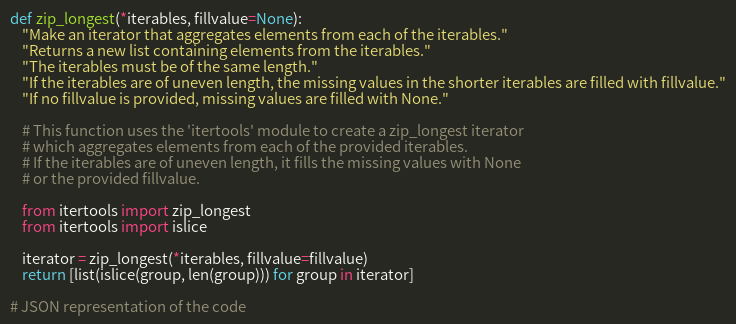 def zip_longest(*iterables, fillvalue=None):
"Make an iterator that aggregates elements from each of the iterables."
"Returns a new list containing elements from the iterables."
"The iterables must be of the same length."
"If the iterables are of uneven length, the missing values in the shorter iterables are filled with fillvalue."
"If no fillvalue is provided, missing values are filled with None."
# This function uses the 'itertools' module to create a zip_longest iterator
# which aggregates elements from each of the provided iterables.
# If the iterables are of uneven length, it fills the missing values with None
# or the provided fillvalue.
from itertools import zip_longest
from itertools import islice
iterator = zip_longest(*iterables, fillvalue=fillvalue)
return [list(islice(group, len(group))) for group in iterator]
# JSON representation of the code